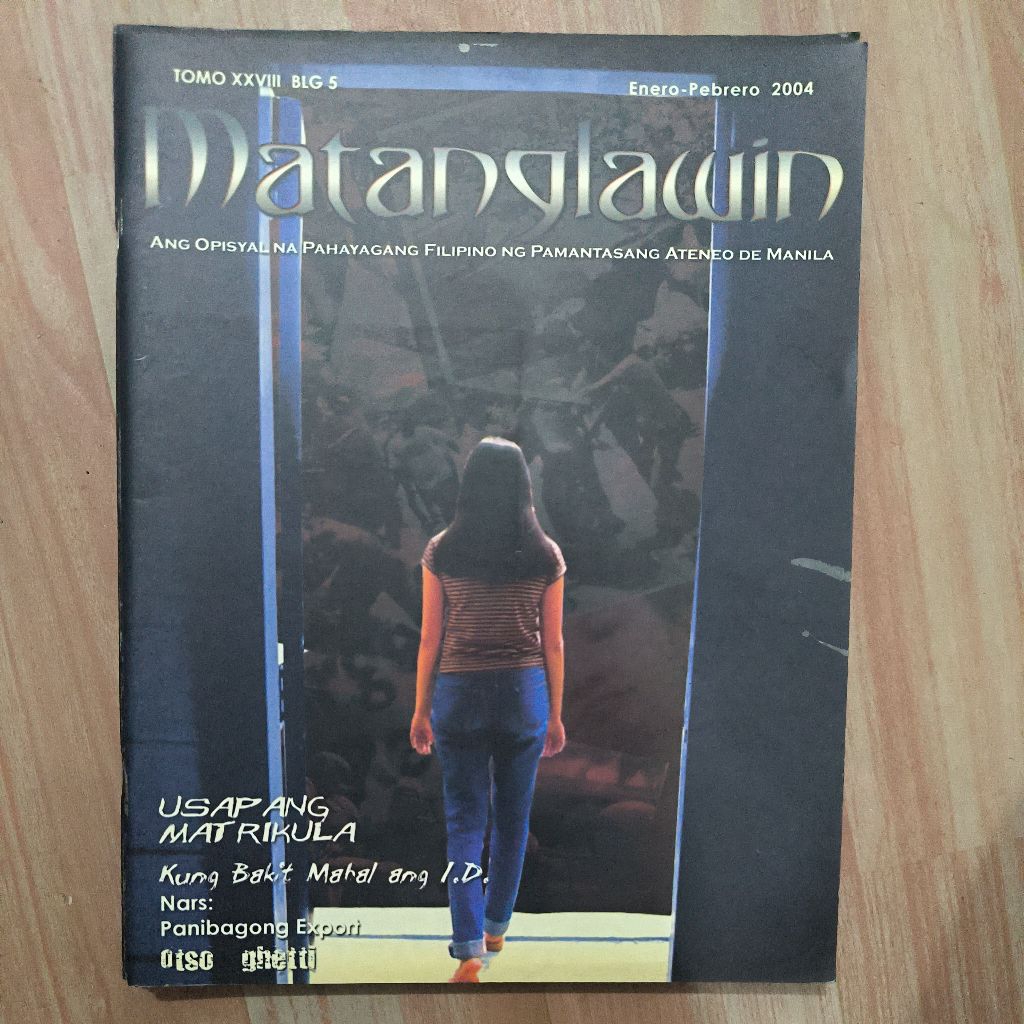 TOMO XXVIII BLG 5
Enero-Pebrero 2004
Matanglawin
ANG OPISYAL NA PAHAYAGANG FILIPINO NG PAMANTASANG ATENEO DE MANILA
USAPANG
MATRIKULA
Kung Bakit Mahal ang I.D.
Nars:
Panibagong Export
Otso ghetti